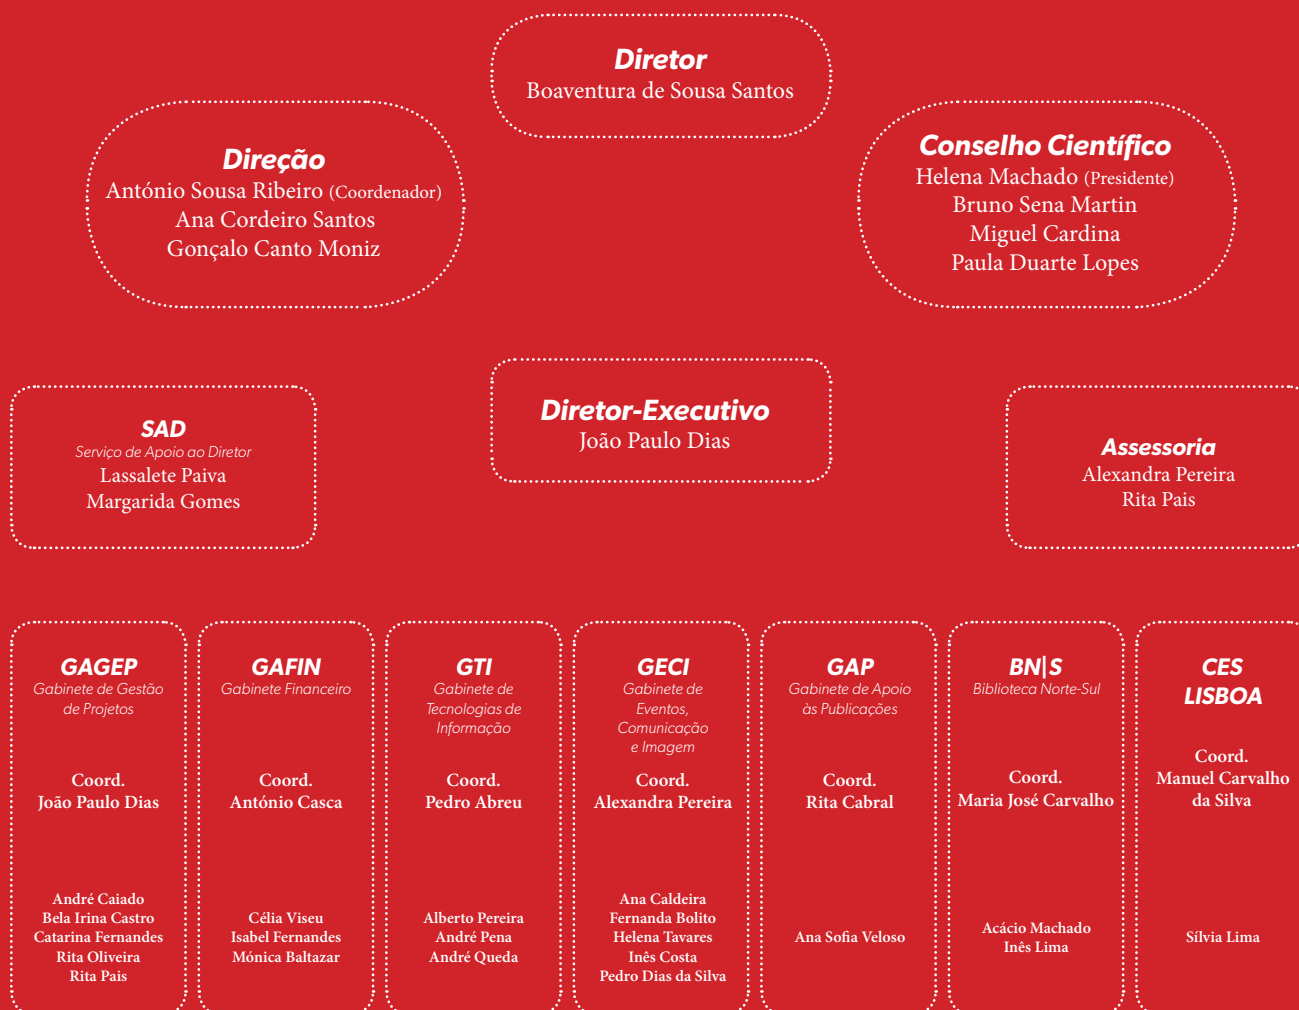 Diretor
Boaventura de Sousa Santos
Direção
António Sousa Ribeiro (Coordenador)
Ana Cordeiro Santos
Gonçalo Canto Moniz
Conselho Científico
Helena Machado (Presidente)
Bruno Sena Martin
Miguel Cardina
Paula Duarte Lopes
SAD
Serviço de Apoio ao Diretor
Lassalete Paiva
Margarida Gomes
Diretor-Executivo
João Paulo Dias
Assessoria
Alexandra Pereira
Rita Pais
GAGEP
Gabinete de Gestão
de Projetos
Coord.
João Paulo Dias
André Caiado
Bela Irina Castro
Catarina Fernandes
Rita Oliveira
Rita Pais
GAFIN
Gabinete Financeiro
Coord.
António Casca
Célia Viseu
Isabel Fernandes
Mónica Baltazar
GTI
Gabinete de
Tecnologias de
Informação
Coord.
Pedro Abreu
Alberto Pereira
André Pena
André Queda
GECI
Gabinete de
Eventos,
Comunicação
e Imagem
Coord.
Alexandra Pereira
Ana Caldeira
Fernanda Bolito
Helena Tavares
Inês Costa
Pedro Dias da Silva
GAP
Gabinete de Apoio
às Publicações
Coord.
Rita Cabral
Ana Sofia Veloso
BN|S
Biblioteca Norte-Sul
Coord.
Maria José Carvalho
Acácio Machado
Inês Lima
CES
LISBOA
Coord.
Manuel Carvalho
da Silva
Sílvia Lima